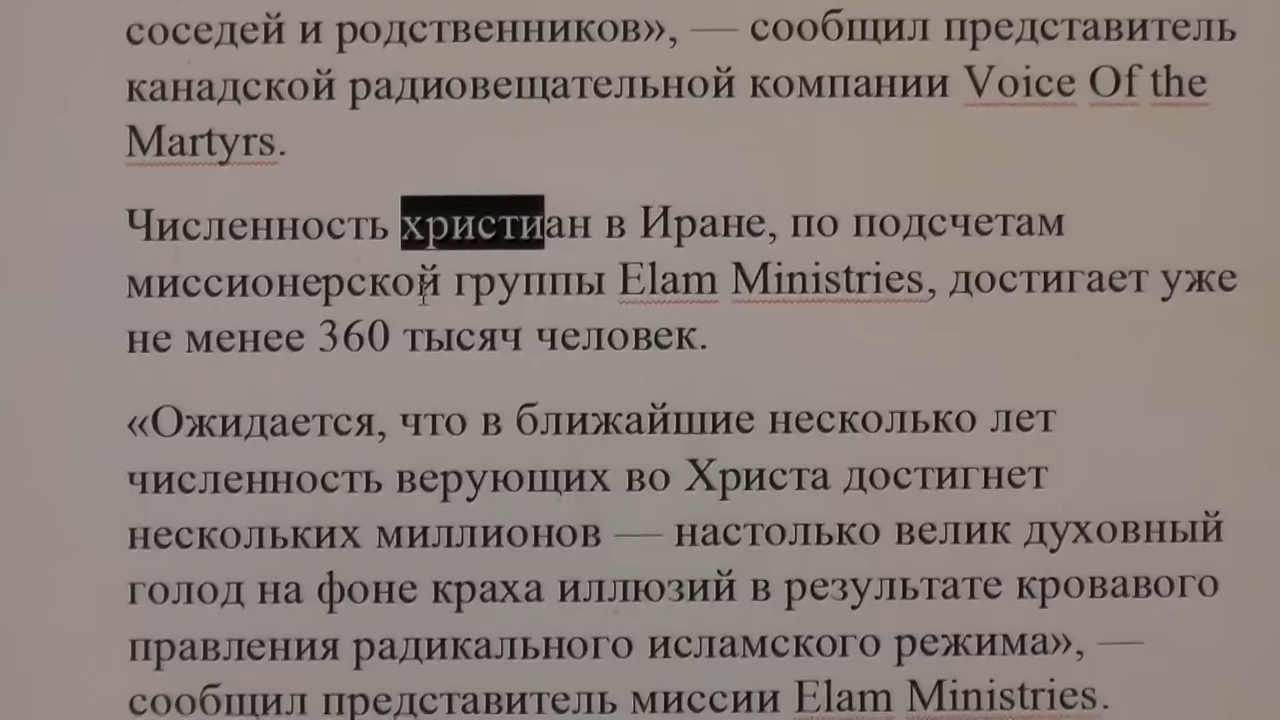 соседей и родственников», — сообщил представитель
канадской радиовещательной компании Voice Of the
Martyrs.
Численность христиан в Иране, по подсчетам
миссионерской группы Elam Ministries, достигает уже
не менее 360 тысяч человек.
«Ожидается, что в ближайшие несколько лет
численность верующих во Христа достигнет
нескольких миллионов — настолько велик духовный
голод на фоне краха иллюзий в результате кровавого
правления радикального исламского режима», —
сообщил представитель миссии Elam Ministries.